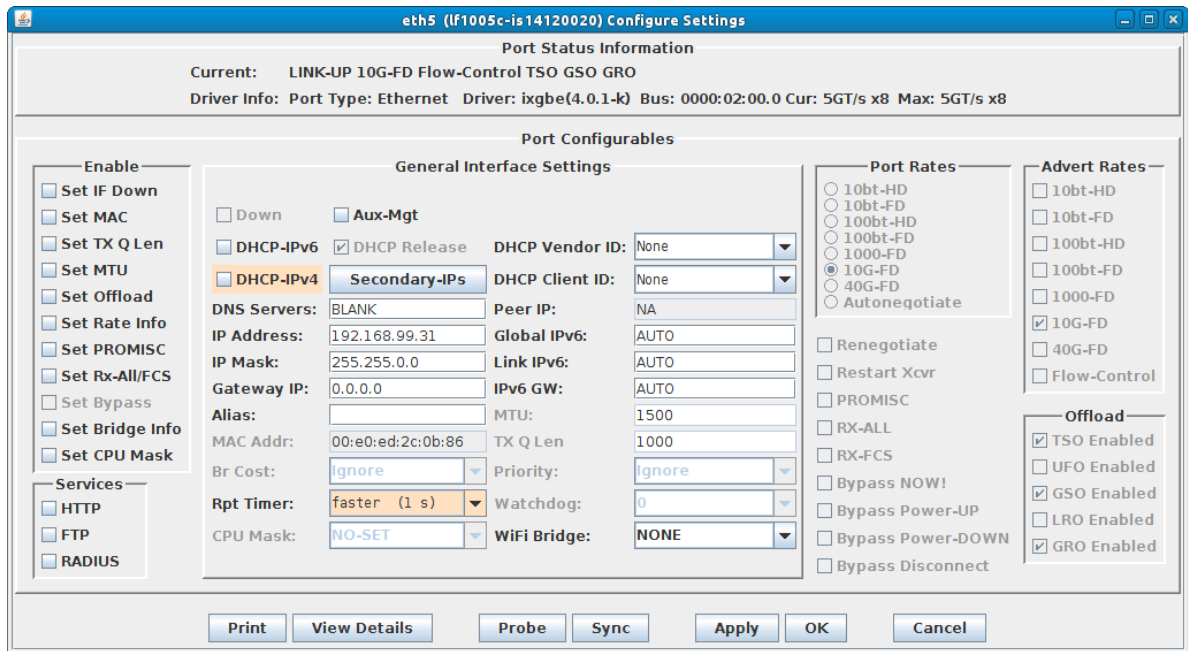 eth5 (lf1005c-is14120020) Configure Settings
Port Status Information
Current: LINK-UP 10G-FD Flow-Control TSO GSO GRO
Driver Info: Port Type: Ethernet Driver: ixgbe(4.0.1-k) Bus: 0000:02:00.0 Cur: 5GT/s x8 Max: 5GT/s x8
Port Configurables
Enable
Set IF Down
Set MAC
Set TX Q Len
Set MTU
Set Offload
Set Rate Info
Set PROMISC
Set Rx-All/FCS
Set Bypass
Set Bridge Info
Set CPU Mask
Services
HTTP
FTP
RADIUS
General Interface Settings
Down Aux-Mgt
DHCP-IPv6 DHCP Release DHCP Vendor ID: None
DHCP-IPv4 Secondary-IPs DHCP Client ID: None
DNS Servers: BLANK Peer IP: NA
IP Address: 192.168.99.31 Global IPv6: AUTO
IP Mask: 255.255.0.0 Link IPv6: AUTO
Gateway IP: 0.0.0.0 IPv6 GW: AUTO
Alias: MTU: 1500
MAC Addr: 00:e0:ed:2c:0b:86 TX Q Len 1000
Br Cost: Ignore Priority: Ignore
Rpt Timer: faster (1 s) Watchdog: 0
CPU Mask: NO-SET WiFi Bridge: NONE
Port Rates
10bt-HD
10bt-FD
100bt-HD
100bt-FD
1000-FD
10G-FD
40G-FD
Autonegotiate
Renegotiate
Restart Xcvr
PROMISC
RX-ALL
RX-FCS
Bypass NOW!
Bypass Power-UP
Bypass Power-DOWN
Bypass Disconnect
Advert Rates
10bt-HD
10bt-FD
100bt-HD
100bt-FD
1000-FD
10G-FD
40G-FD
Flow-Control
Offload
TSO Enabled
UFO Enabled
GSO Enabled
LRO Enabled
GRO Enabled
Print View Details Probe Sync Apply OK Cancel